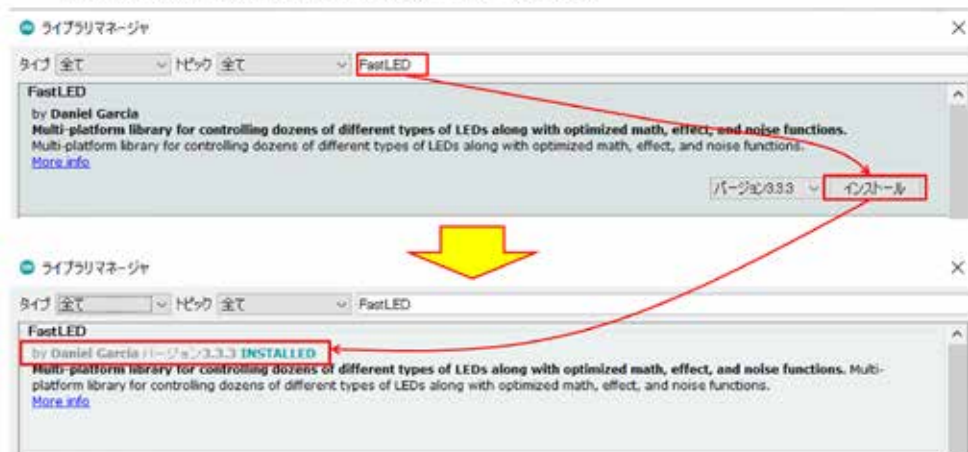 ライブラリマネージャ
タイプ 全て トピック 全て FastLED
FastLED
by Daniel Garcia
Multi-platform library for controlling dozens of different types of LEDs along with optimized math, effect, and noise functions.
Multi-platform library for controlling dozens of different types of LEDs along with optimized math, effect, and noise functions.
More info
バージョン3.3.3 インストール
ライブラリマネージャ
タイプ 全て トピック 全て FastLED
FastLED
by Daniel Garcia バージョン3.3.3 INSTALLED
Multi-platform library for controlling dozens of different types of LEDs along with optimized math, effect, and noise functions. Multi-
platform library for controlling dozens of different types of LEDs along with optimized math, effect, and noise functions.
More info